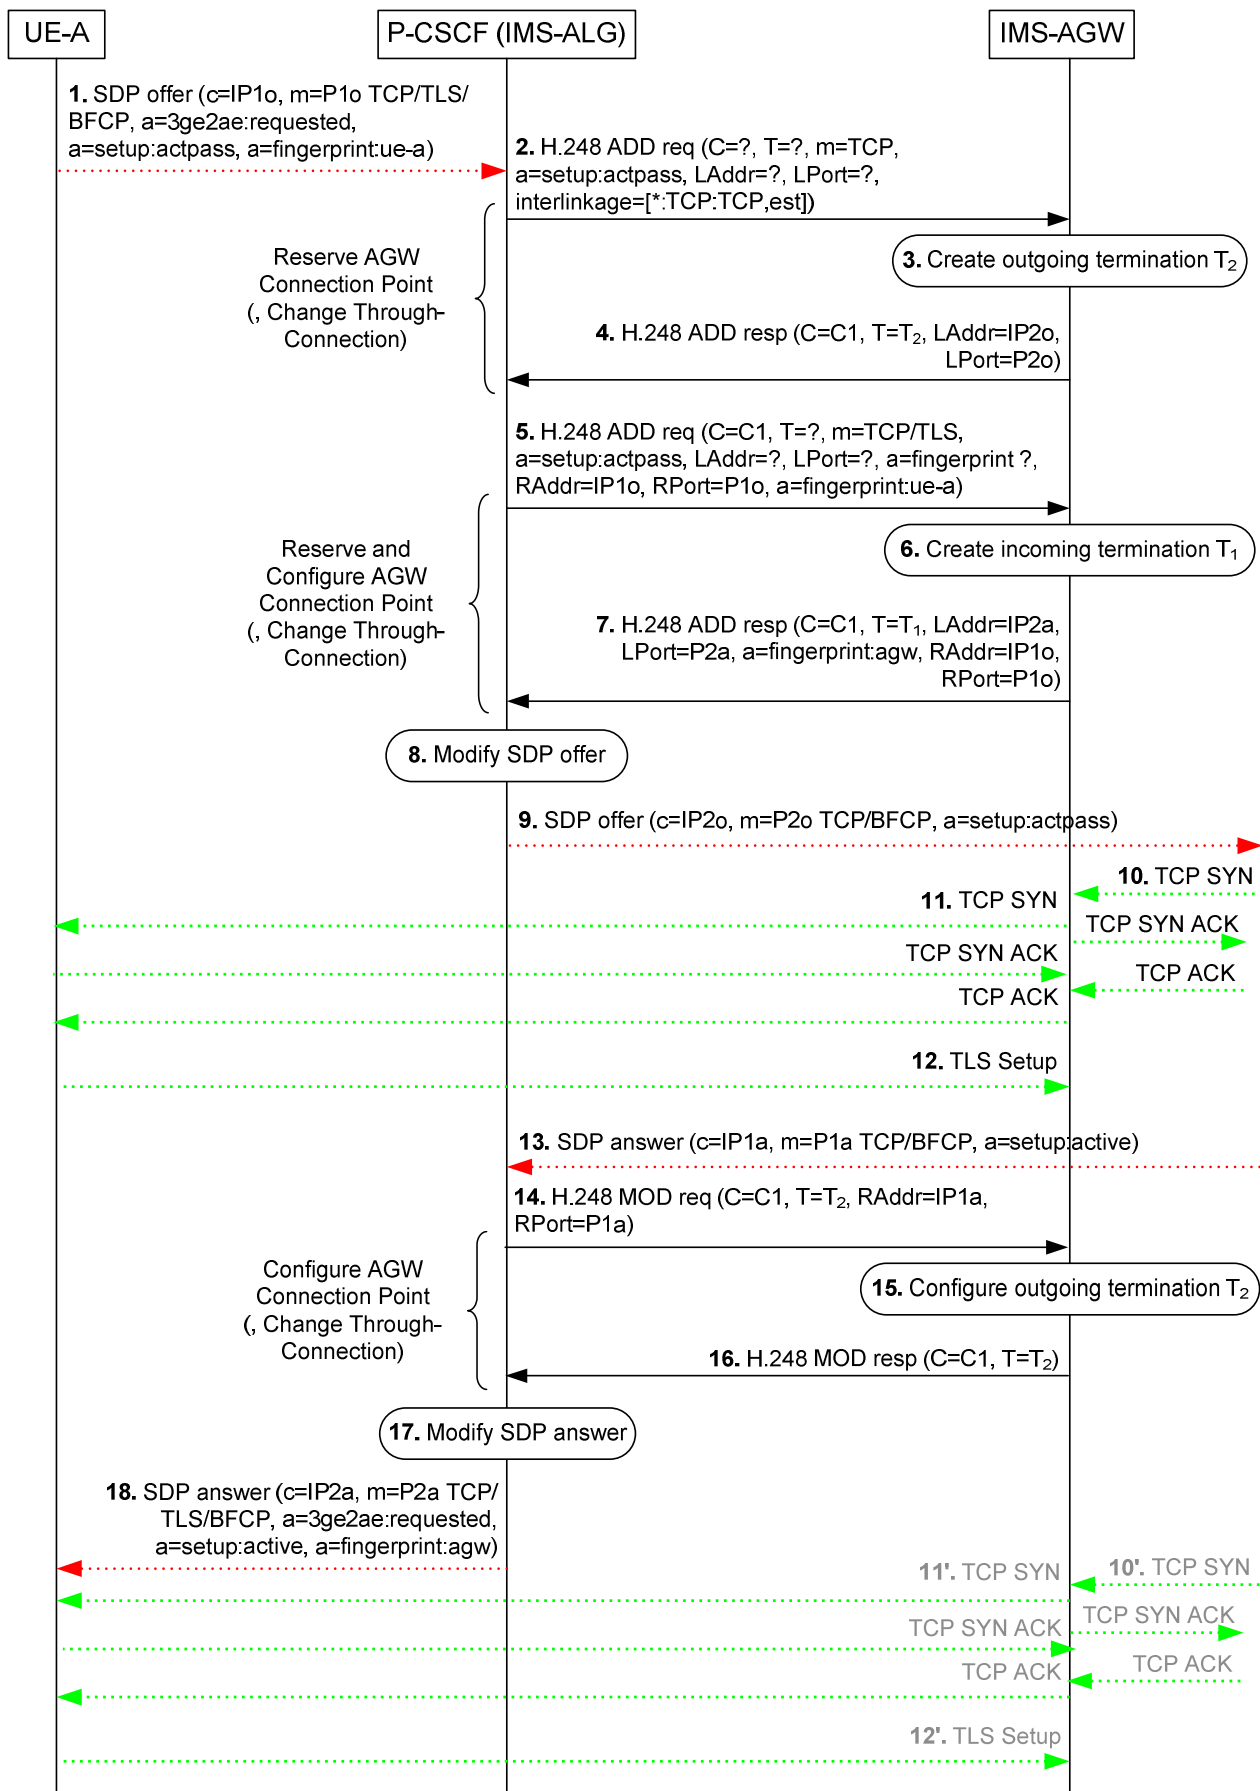 UE-A
P-CSCF (IMS-ALG)
IMS-AGW
1. SDP offer (c=IP1o, m=P1o TCP/TLS/
BFCP, a=3ge2ae:requested,
a=setup:actpass, a=fingerprint:ue-a)
2. H.248 ADD req (C=?, T=?, m=TCP,
a=setup:actpass, LAddr=?, LPort=?,
interlinkage=[*:TCP:TCP,est])
Reserve AGW
Connection Point
(, Change Through-
Connection)
3. Create outgoing termination T2
4. H.248 ADD resp (C=C1, T=T2, LAddr=IP2o,
LPort=P2o)
5. H.248 ADD req (C=C1, T=?, m=TCP/TLS,
a=setup:actpass, LAddr=?, LPort=?, a=fingerprint ?,
RAddr=IP1o, RPort=P1o, a=fingerprint:ue-a)
Reserve and
Configure AGW
Connection Point
(, Change Through-
Connection)
6. Create incoming termination T1
7. H.248 ADD resp (C=C1, T=T1, LAddr=IP2a,
LPort=P2a, a=fingerprint:agw, RAddr=IP1o,
RPort=P1o)
8. Modify SDP offer
9. SDP offer (c=IP2o, m=P2o TCP/BFCP, a=setup:actpass)
10. TCP SYN
11. TCP SYN
TCP SYN ACK
TCP SYN ACK
TCP ACK
TCP ACK
12. TLS Setup
13. SDP answer (c=IP1a, m=P1a TCP/BFCP, a=setup:active)
14. H.248 MOD req (C=C1, T=T2, RAddr=IP1a,
RPort=P1a)
Configure AGW
Connection Point
(, Change Through-
Connection)
15. Configure outgoing termination T2
16. H.248 MOD resp (C=C1, T=T2)
17. Modify SDP answer
18. SDP answer (c=IP2a, m=P2a TCP/
TLS/BFCP, a=3ge2ae:requested,
a=setup:active, a=fingerprint:agw)
10'. TCP SYN
11'. TCP SYN
TCP SYN ACK
TCP SYN ACK
TCP ACK
TCP ACK
12'. TLS Setup